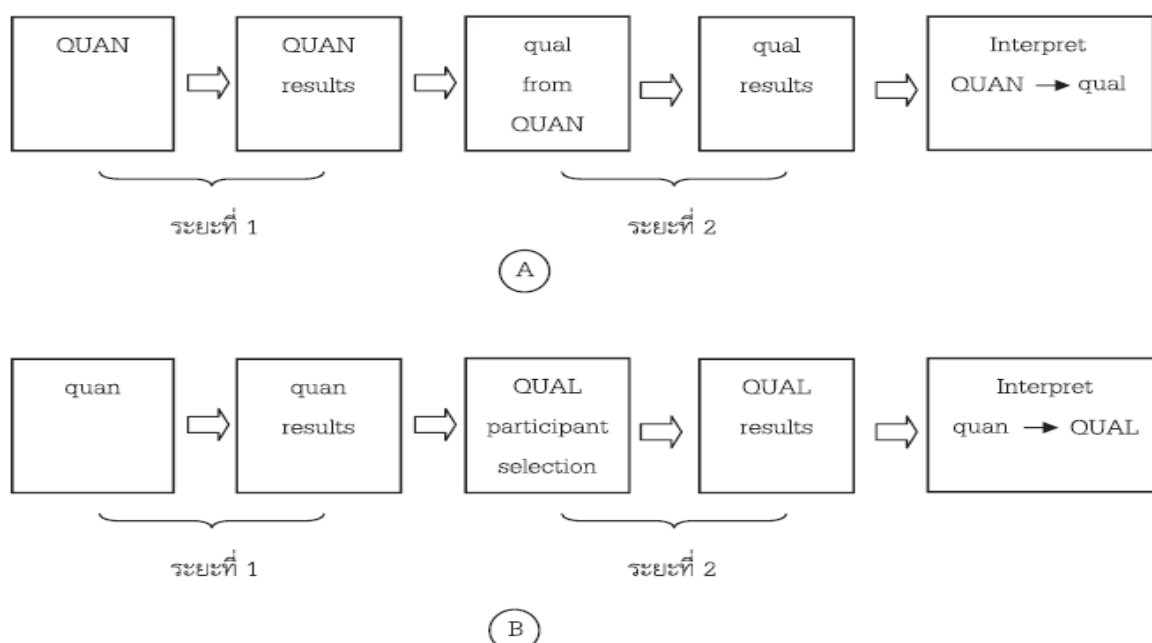 QUAN
QUAN
results
qual
from
QUAN
qual
results
Interpret
QUAN → qual
ระยะที่ 1
ระยะที่ 2
A
quan
quan
results
QUAL
participant
selection
QUAL
results
Interpret
quan → QUAL
ระยะที่ 1
ระยะที่ 2
B